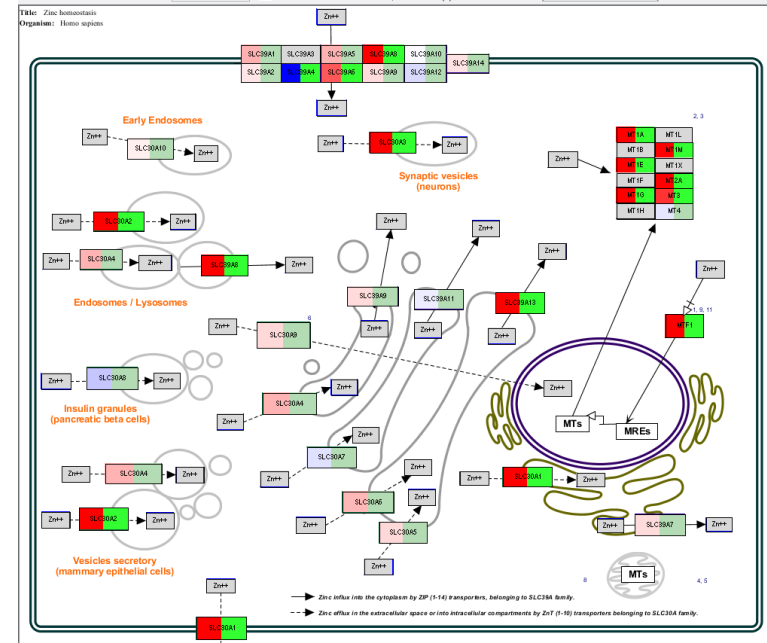 Title: Zinc homeostasis
Organism: Homo sapiens
Zn++
SLC39A1 SLC39A3 SLC39A5 SLC39A8 SLC39A10
SLC39A14
SLC39A2 SLC39A4 SLC39A6 SLC39A9 SLC39A12
Zn++
Early Endosomes
Zn++ SLC30A10 Zn++
Zn++ SLC30A3 Zn++
Synaptic vesicles
(neurons)
2, 3
MT1A MT1L
MT1B MT1M
MT1E MT1X
MT1F MT2A
MT1G MT3
MT1H MT4
Zn++
Zn++ SLC30A2 Zn++
Zn++ SLC30A4 Zn++ SLC39A8 Zn++
Endosomes / Lysosomes
Zn++ Zn++ Zn++ Zn++
SLC39A9 SLC39A11 SLC39A13
Zn++ Zn++ Zn++
1, 9, 11
MTF1
6
Zn++ SLC30A9 Zn++
Zn++ SLC30A8 Zn++
Insulin granules
(pancreatic beta cells)
Zn++ SLC30A4 Zn++
MTs MREs
Zn++ SLC30A7 Zn++
Zn++ SLC30A4 Zn++
Zn++ SLC30A2 Zn++
Vesicles secretory
(mammary epithelial cells)
Zn++ SLC30A6 Zn++
Zn++ SLC30A5 Zn++
Zn++ SLC30A1 Zn++
Zn++ SLC39A7 Zn++
8 MTs 4, 5
Zn++
SLC30A1
Zinc influx into the cytoplasm by ZIP (1-14) transporters, belonging to SLC39A family.
Zinc efflux in the extracellular space or into intracellular compartments by ZnT (1-10) transporters belonging to SLC30A family.